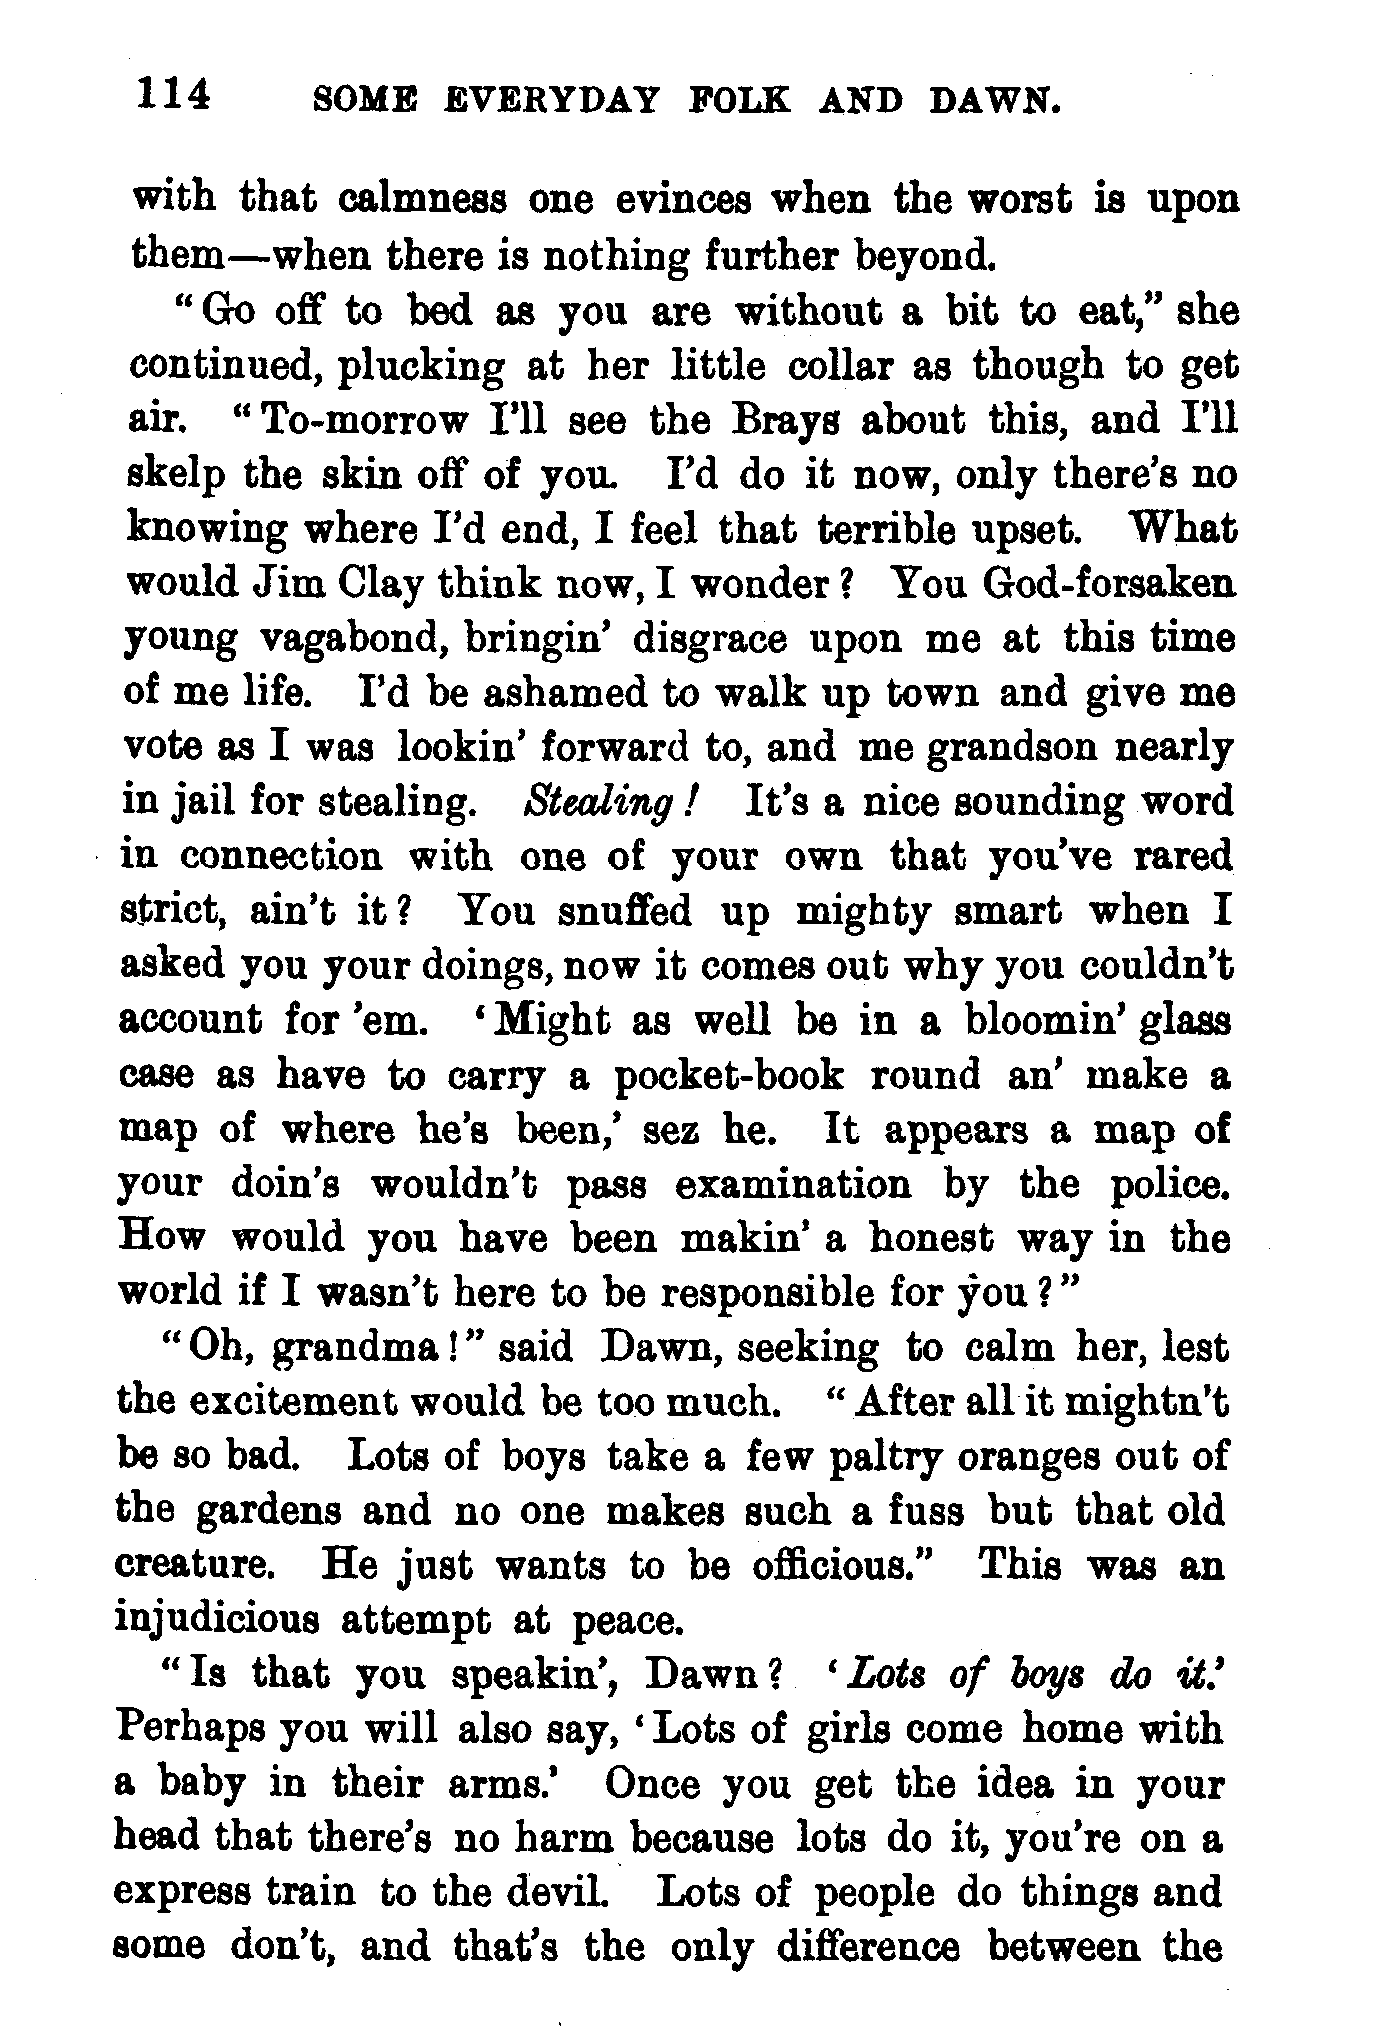 114 SOME EVERYDAY FOLK AND DAWN.
with that calmness one evinces when the worst is upon
them—when there is nothing further beyond.
“Go off to bed as you are without a bit to eat,” she
continued, plucking at her little collar as though to get
air. “To-morrow I’ll see the Brays about this, and I’ll
skelp the skin off of you. I’d do it now, only there’s no
knowing where I’d end, I feel that terrible upset. What
would Jim Clay think now, I wonder? You God-forsaken
young vagabond, bringin’ disgrace upon me at this time
of me life. I’d be ashamed to walk up town and give me
vote as I was lookin’ forward to, and me grandson nearly
in jail for stealing. Stealing! It’s a nice sounding word
in connection with one of your own that you’ve rared
strict, ain’t it? You snuffed up mighty smart when I
asked you your doings, now it comes out why you couldn’t
account for ’em. ‘Might as well be in a bloomin’ glass
case as have to carry a pocket-book round an’ make a
map of where he’s been,’ sez he. It appears a map of
your doin’s wouldn’t pass examination by the police.
How would you have been makin’ a honest way in the
world if I wasn’t here to be responsible for you?”
“Oh, grandma!” said Dawn, seeking to calm her, lest
the excitement would be too much. “After all it mightn’t
be so bad. Lots of boys take a few paltry oranges out of
the gardens and no one makes such a fuss but that old
creature. He just wants to be officious.” This was an
injudicious attempt at peace.
“Is that you speakin’, Dawn? ‘Lots of boys do it.’
Perhaps you will also say, ‘Lots of girls come home with
a baby in their arms.’ Once you get the idea in your
head that there’s no harm because lots do it, you’re on a
express train to the devil. Lots of people do things and
some don’t, and that’s the only difference between the